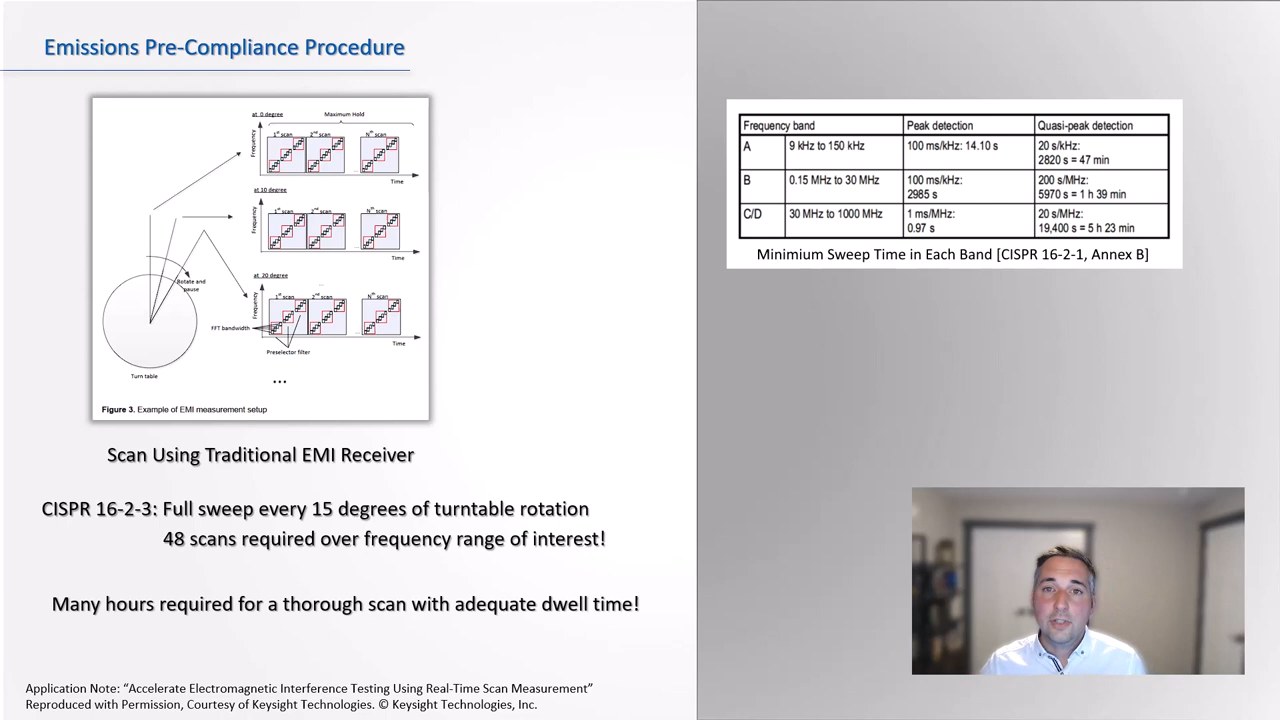 Emissions Pre-Compliance Procedure
at 0 degree
Maximum Hold
1st scan 2nd scan Nth scan
Frequency
Time
at 10 degree
1st scan 2nd scan Nth scan
Frequency
Time
at 20 degree
...
1st scan 2nd scan Nth scan
Frequency
Time
Rotate and
pause
FFT bandwidth
Preselector filter
Turn table
...
Figure 3. Example of EMI measurement setup
Scan Using Traditional EMI Receiver
CISPR 16-2-3: Full sweep every 15 degrees of turntable rotation
48 scans required over frequency range of interest!
Many hours required for a thorough scan with adequate dwell time!
Application Note: “Accelerate Electromagnetic Interference Testing Using Real-Time Scan Measurement”
Reproduced with Permission, Courtesy of Keysight Technologies. © Keysight Technologies, Inc.
Frequency band Peak detection Quasi-peak detection
A 9 kHz to 150 kHz 100 ms/kHz: 14.10 s 20 s/kHz:
2820 s = 47 min
B 0.15 MHz to 30 MHz 100 ms/kHz: 200 s/MHz:
2985 s 5970 s = 1 h 39 min
C/D 30 MHz to 1000 MHz 1 ms/MHz: 20 s/MHz:
0.97 s 19,400 s = 5 h 23 min
Minimium Sweep Time in Each Band [CISPR 16-2-1, Annex B]